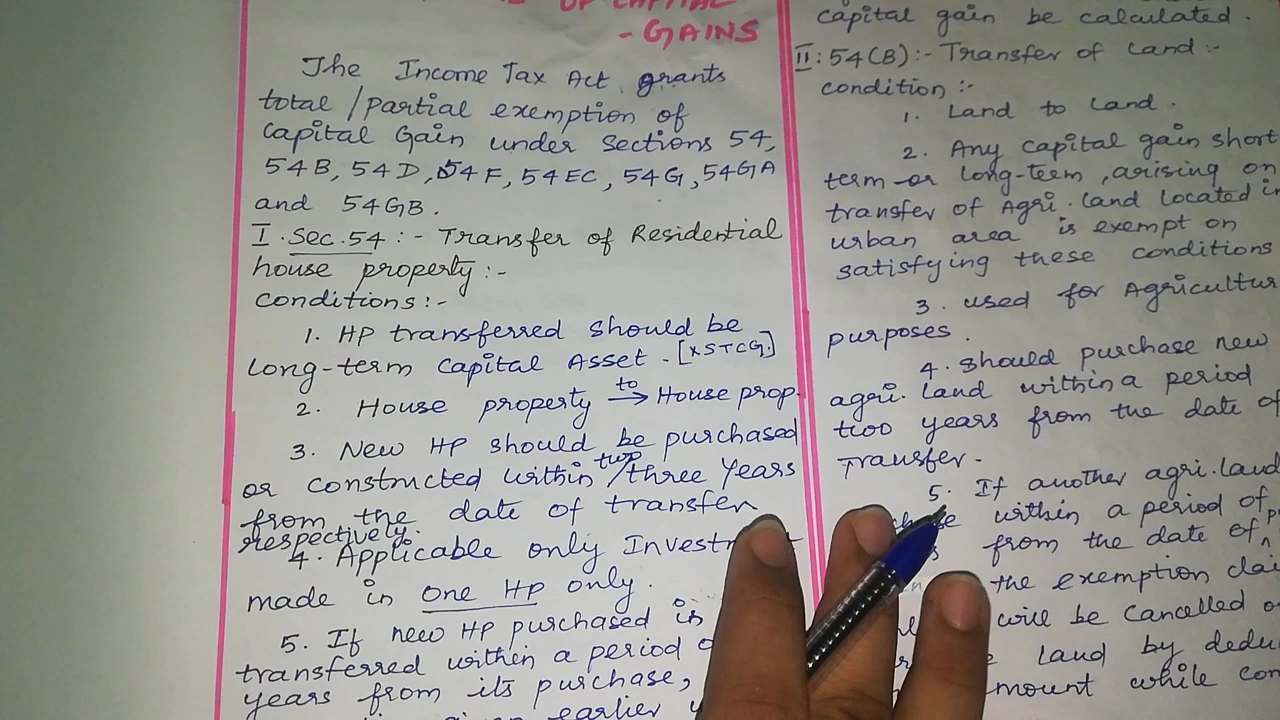 OF CAPITAL
- GAINS
The Income Tax Act grants
total/partial exemption of
Capital Gain under Sections 54,
54B, 54D, 54F, 54EC, 54G, 54GA
and 54GB.
I. Sec. 54 :- Transfer of Residential
house property:-
Conditions:-
1. HP transferred should be
long-term Capital Asset. [XSTCG.]
2. House property to → House prop.
3. New HP should be purchased
or constructed within two/three years
from the date of transfer
respectively.
4. Applicable only
made in One HP only.
5. If new HP purchased is
transferred within a period
years from its purchase,
earlier
capital gain be calculated.
II: 54(B):- Transfer of Land :-
condition :-
1. Land to Land.
2. Any Capital gain short
term or long-teem, arising on
transfer of Agri. land located in
urban area is exempt on
satisfying these conditions
3. used for Agricultur
purposes.
4. Should purchase new
agri. land within a period
two years from the date of
Transfer.
5. If another agri. land
within a period of
from the date of
the exemption clai
will be cancelled
land by dedu
mount while com